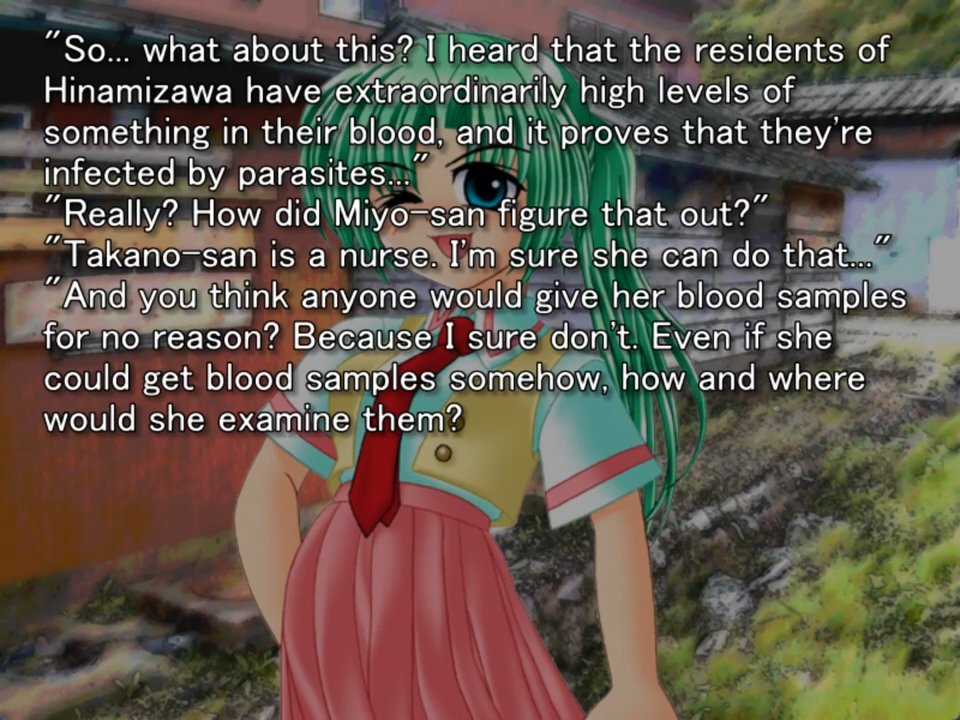 "So... what about this? I heard that the residents of
Hinamizawa have extraordinarily high levels of
something in their blood, and it proves that they're
infected by parasites..."
"Really? How did Miyo-san figure that out?"
"Takano-san is a nurse. I'm sure she can do that..."
"And you think anyone would give her blood samples
for no reason? Because I sure don't. Even if she
could get blood samples somehow, how and where
would she examine them?